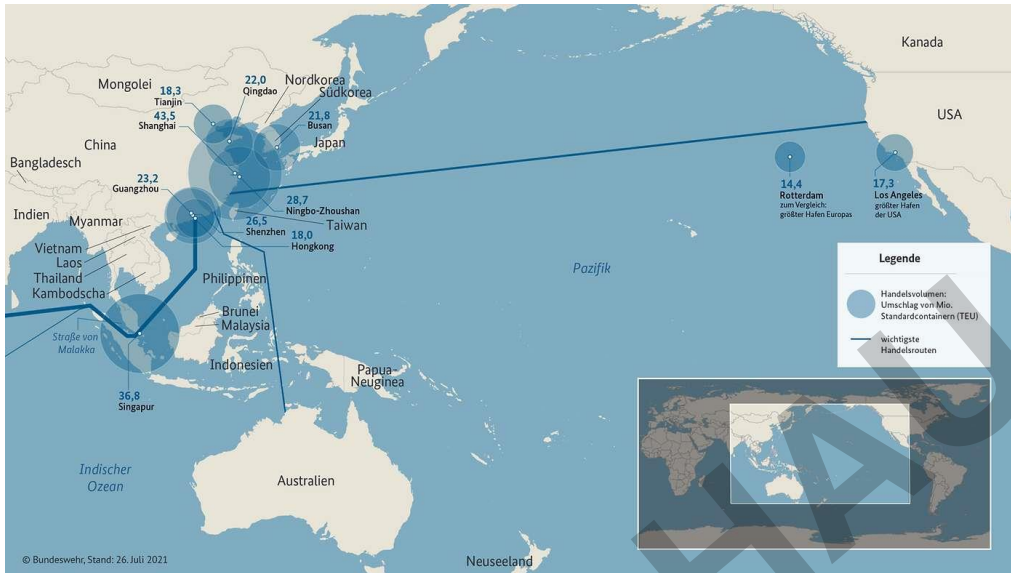 Kanada
USA
Mongolei
22,0
Qingdao
Nordkorea
Südkorea
18,3
Tianjin
43,5
Shanghai
21,8
Busan
Japan
China
Bangladesch
23,2
Guangzhou
28,7
Ningbo-Zhoushan
Taiwan
26,5
Shenzhen
18,0
Hongkong
Indien
Myanmar
Vietnam
Laos
Thailand
Kambodscha
Philippinen
Brunei
Malaysia
Straße von
Malakka
Indonesien
Papua-
Neuginea
36,8
Singapur
Pazifik
14,4
Rotterdam
zum Vergleich:
größter Hafen Europas
17,3
Los Angeles
größter Hafen
der USA
Legende
Handelsvolumen:
Umschlag von Mio.
Standardcontainern (TEU)
wichtigste
Handelsrouten
Indischer
Ozean
Australien
Neuseeland
© Bundeswehr, Stand: 26. Juli 2021
HAU